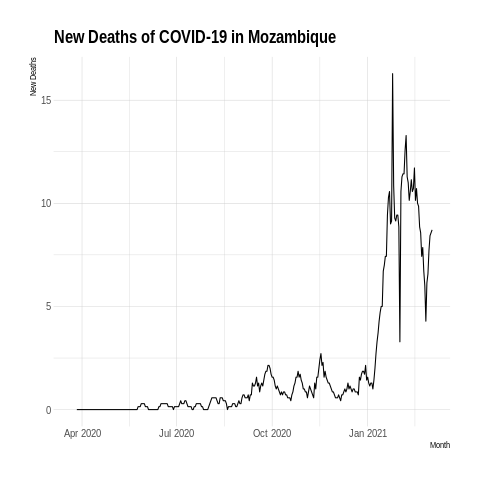 New Deaths of COVID-19 in Mozambique
New Deaths
15
10
5
0
Apr 2020 Jul 2020 Oct 2020 Jan 2021
Month